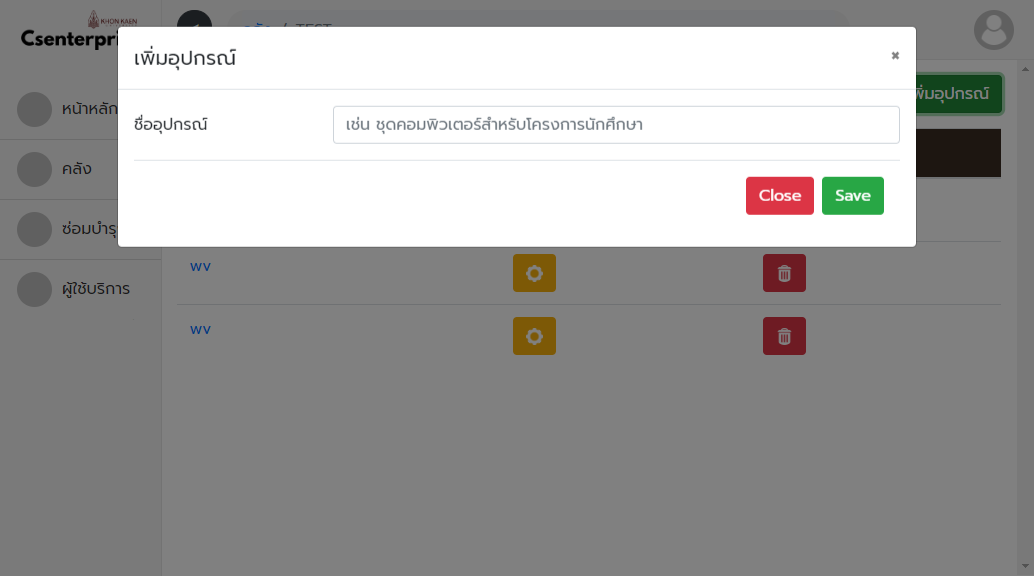 KHON KAEN
Csenterpri
คลัง / TEST
เพิ่มอุปกรณ์
×
เพิ่มอุปกรณ์
หน้าหลัก
ชื่ออุปกรณ์
เช่น ชุดคอมพิวเตอร์สำหรับโครงการนักศึกษา
คลัง
Close
Save
ซ่อมบำรุ
wv
ผู้ใช้บริการ
wv